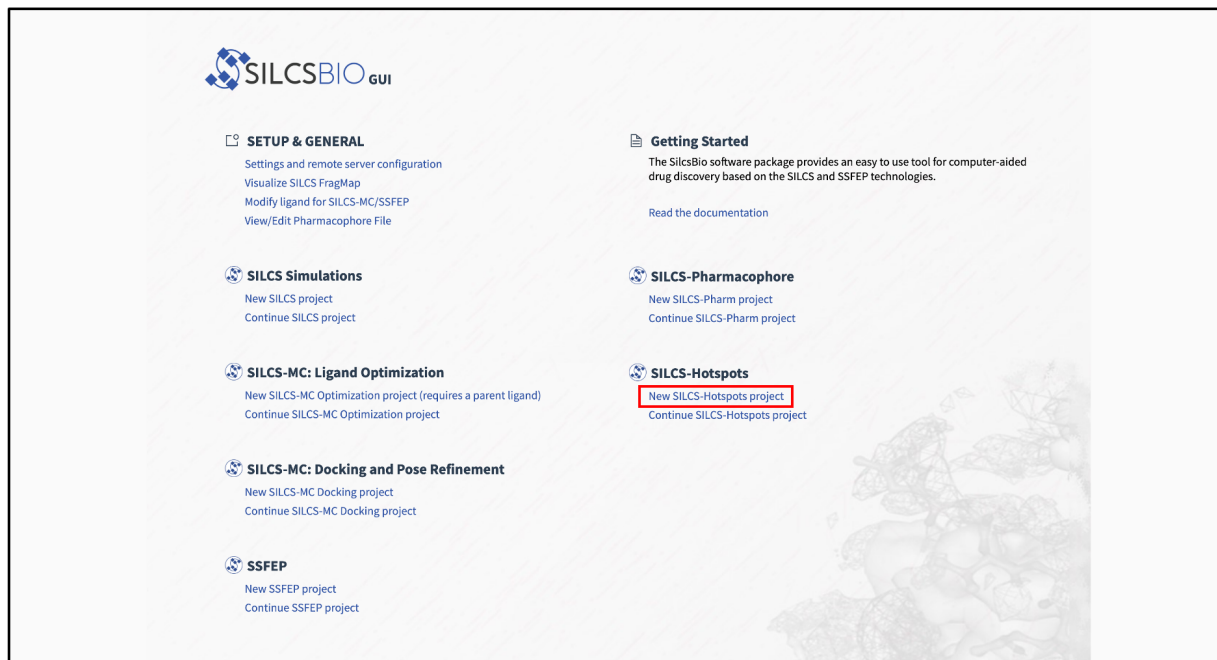 SILCSBIO GUI
SETUP & GENERAL
Settings and remote server configuration
Visualize SILCS FragMap
Modify ligand for SILCS-MC/SSFEP
View/Edit Pharmacophore File
Getting Started
The SilcsBio software package provides an easy to use tool for computer-aided
drug discovery based on the SILCS and SSFEP technologies.
Read the documentation
SILCS Simulations
New SILCS project
Continue SILCS project
SILCS-Pharmacophore
New SILCS-Pharm project
Continue SILCS-Pharm project
SILCS-MC: Ligand Optimization
New SILCS-MC Optimization project (requires a parent ligand)
Continue SILCS-MC Optimization project
SILCS-Hotspots
New SILCS-Hotspots project
Continue SILCS-Hotspots project
SILCS-MC: Docking and Pose Refinement
New SILCS-MC Docking project
Continue SILCS-MC Docking project
SSFEP
New SSFEP project
Continue SSFEP project